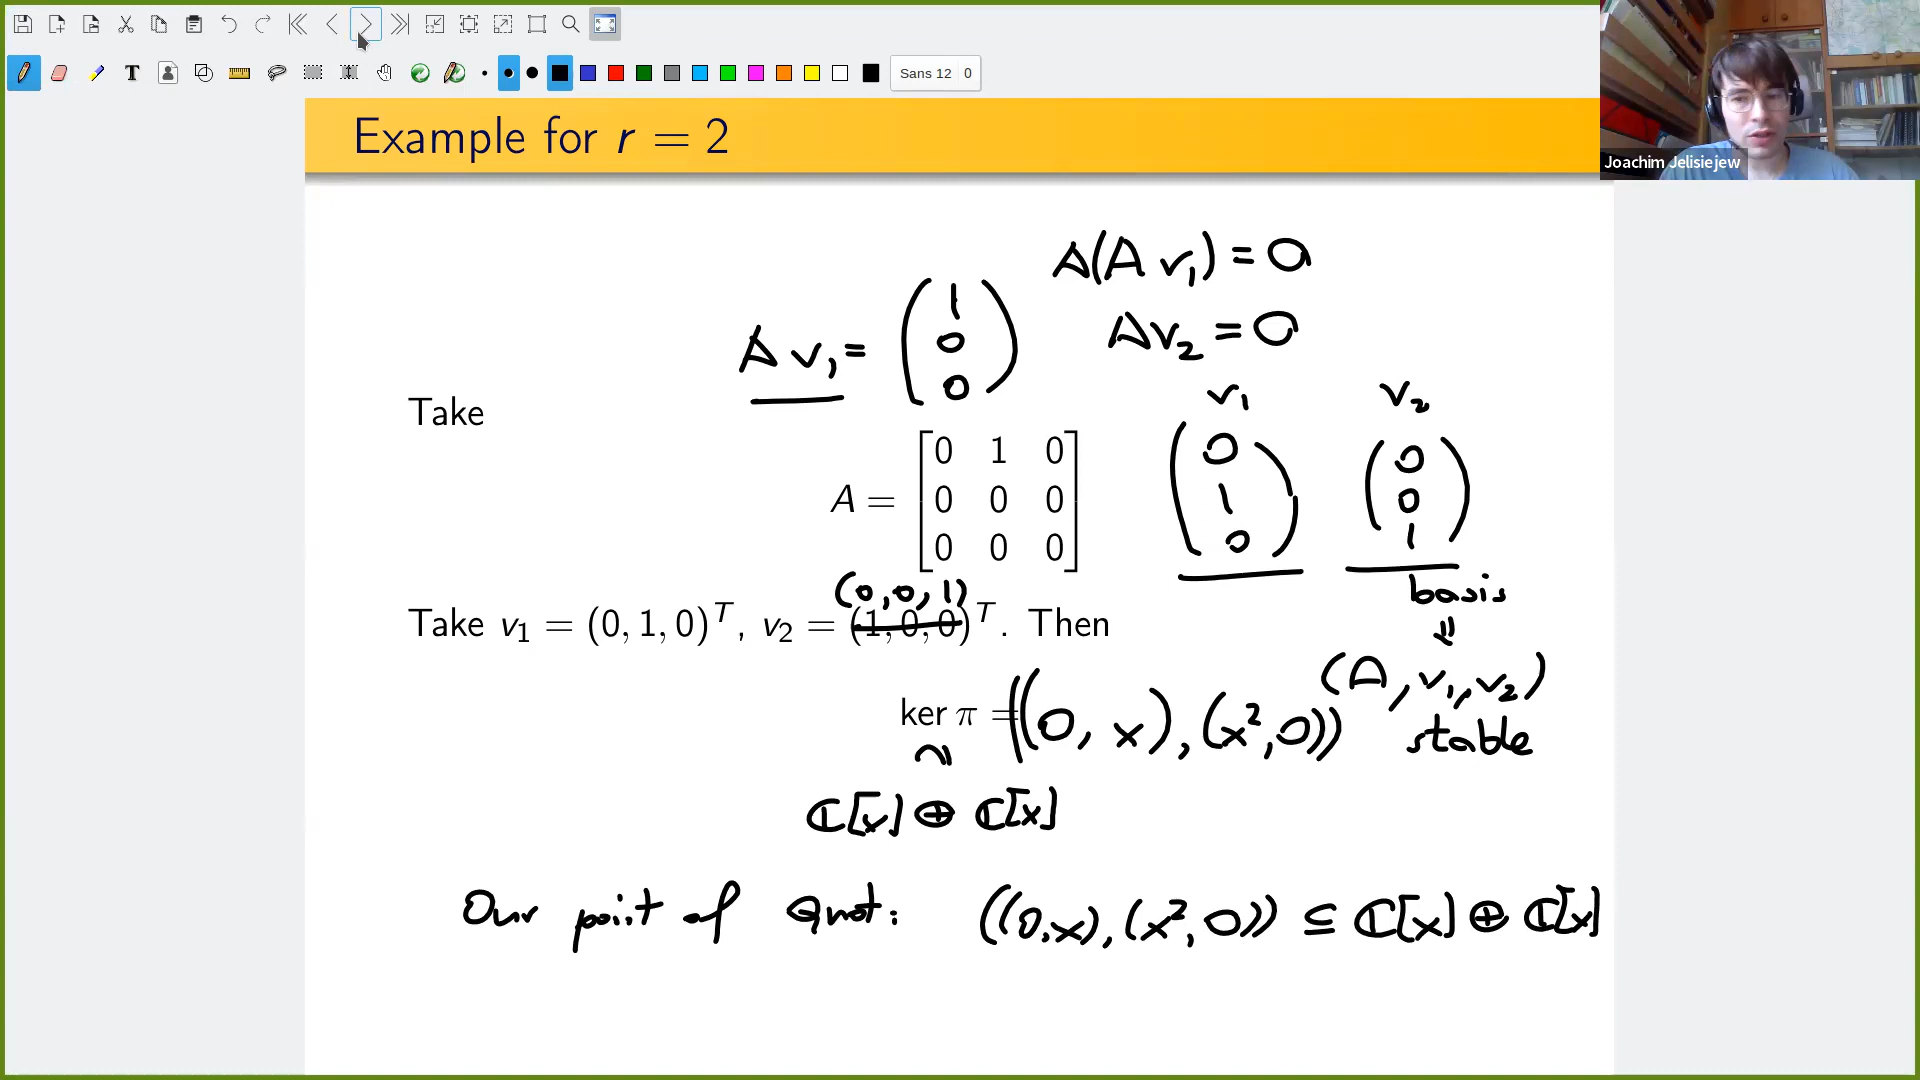 Sans 12 0
Joachim Jelisiejew
Example for r = 2
A(A v₁) = 0
A v₁ = (1 0 0)
A v₂ = 0
Take
v₁ v₂
A = [0 1 0
0 0 0
0 0 0]
(0 1 0) (0 0 1)
basis
⇓
(A, v₁, v₂)
stable
(0,0,1)
Take v₁ = (0, 1, 0)ᵀ, v₂ = (1, 0, 0)ᵀ. Then
ker π = ((0, x), (x², 0))
∩
ℂ[x] ⊕ ℂ[x]
Our point of Quot: ((0,x), (x², 0)) ⊆ ℂ[x] ⊕ ℂ[x]